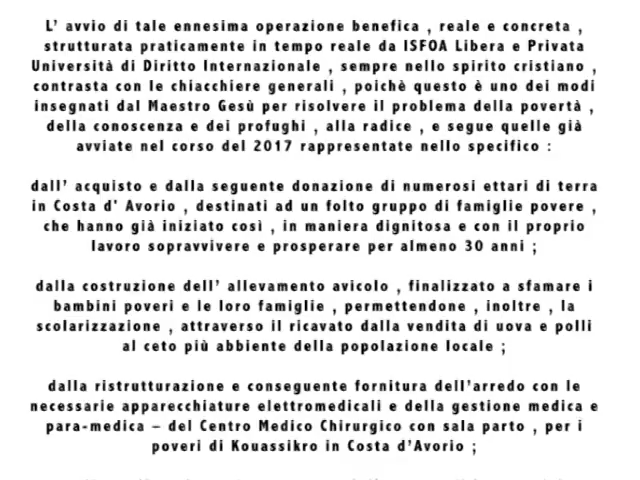 L' avvio di tale ennesima operazione benefica , reale e concreta ,
strutturata praticamente in tempo reale da ISFOA Libera e Privata
Università di Diritto Internazionale , sempre nello spirito cristiano ,
contrasta con le chiacchiere generali , poichè questo è uno dei modi
insegnati dal Maestro Gesù per risolvere il problema della povertà ,
della conoscenza e dei profughi , alla radice , e segue quelle già
avviate nel corso del 2017 rappresentate nello specifico :
dall' acquisto e dalla seguente donazione di numerosi ettari di terra
in Costa d' Avorio , destinati ad un folto gruppo di famiglie povere ,
che hanno già iniziato così , in maniera dignitosa e con il proprio
lavoro sopravvivere e prosperare per almeno 30 anni ;
dalla costruzione dell' allevamento avicolo , finalizzato a sfamare i
bambini poveri e le loro famiglie , permettendone , inoltre , la
scolarizzazione , attraverso il ricavato dalla vendita di uova e polli
al ceto più abbiente della popolazione locale ;
dalla ristrutturazione e conseguente fornitura dell'arredo con le
necessarie apparecchiature elettromedicali e della gestione medica e
para-medica – del Centro Medico Chirurgico con sala parto , per i
poveri di Kouassikro in Costa d'Avorio ;